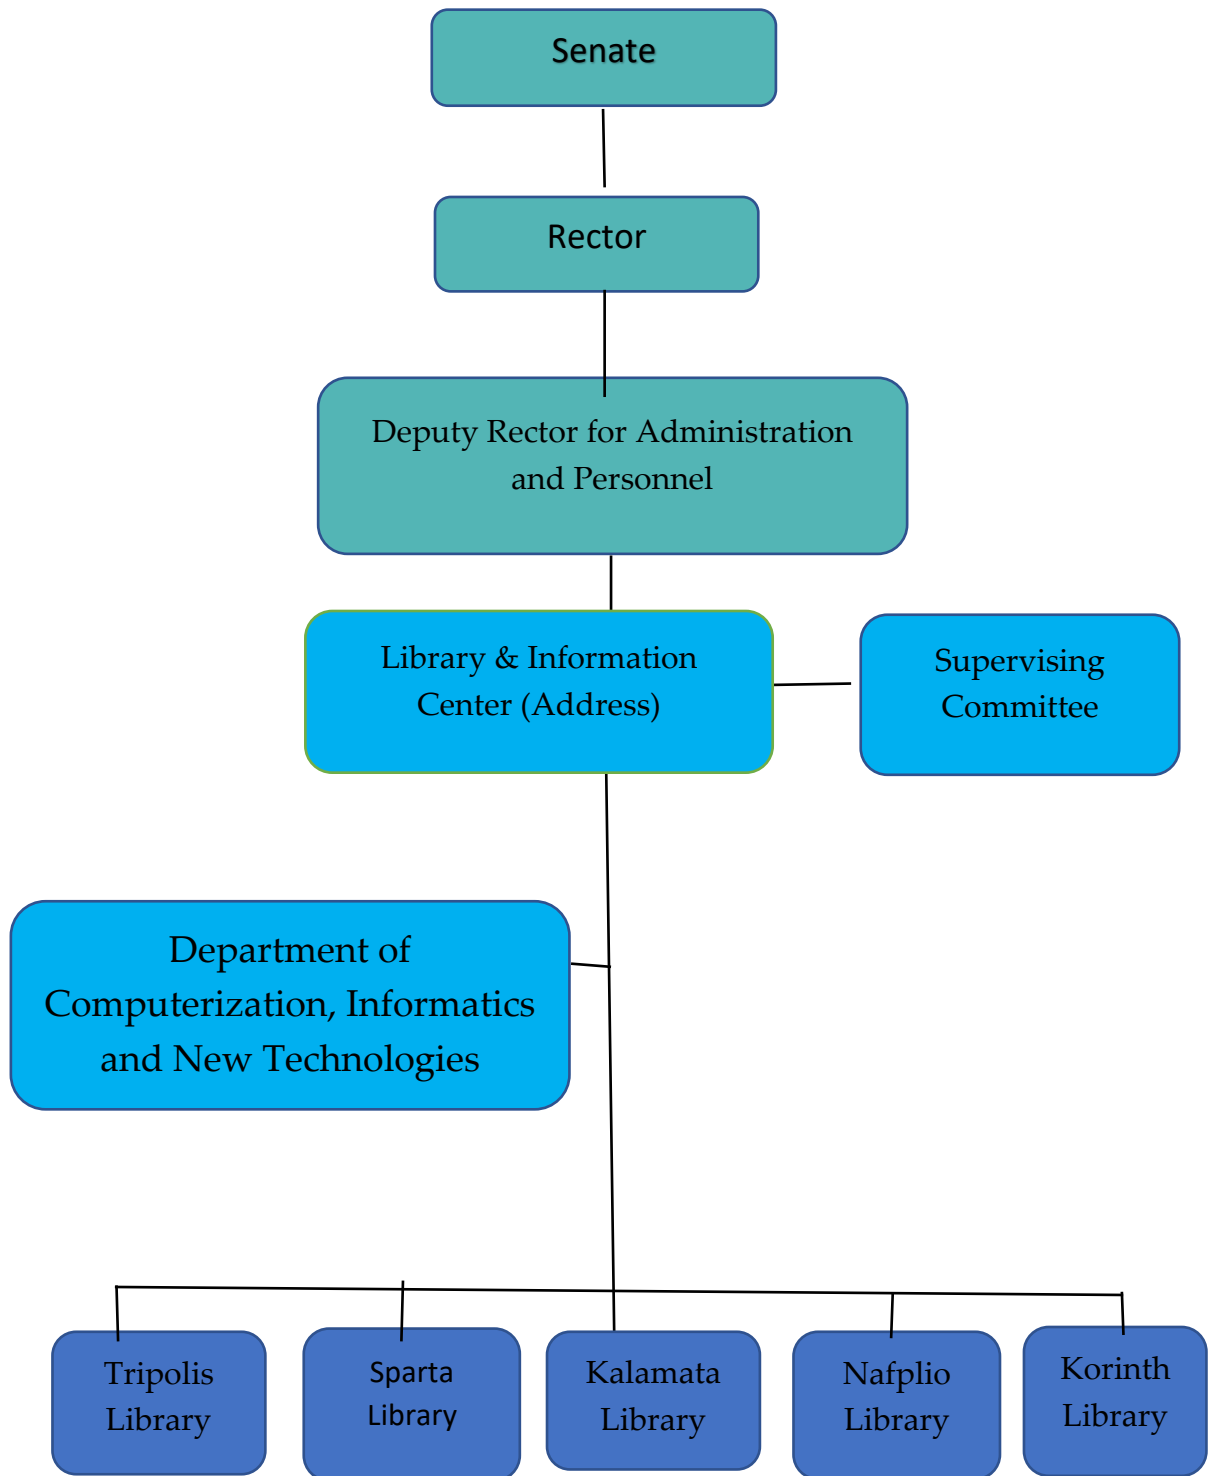 Senate
Rector
Deputy Rector for Administration
and Personnel
Library & Information
Center (Address)
Supervising
Committee
Department of
Computerization, Informatics
and New Technologies
Tripolis
Library
Sparta
Library
Kalamata
Library
Nafplio
Library
Korinth
Library